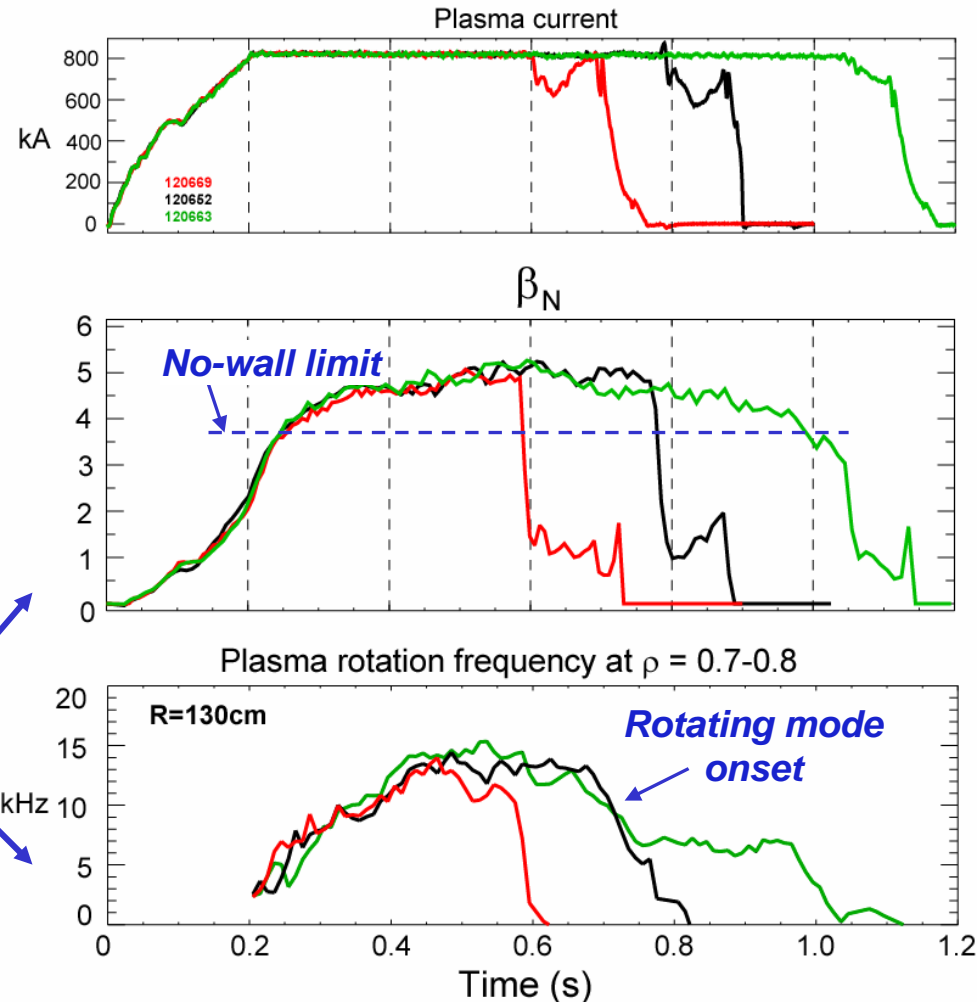 Plasma current
800
600
kA
400
200
0
120669
120652
120663
βN
6
5
4
3
2
1
0
No-wall limit
Plasma rotation frequency at ρ = 0.7-0.8
20
15
kHz
10
5
0
R=130cm
Rotating mode
onset
0 0.2 0.4 0.6 0.8 1.0 1.2
Time (s)